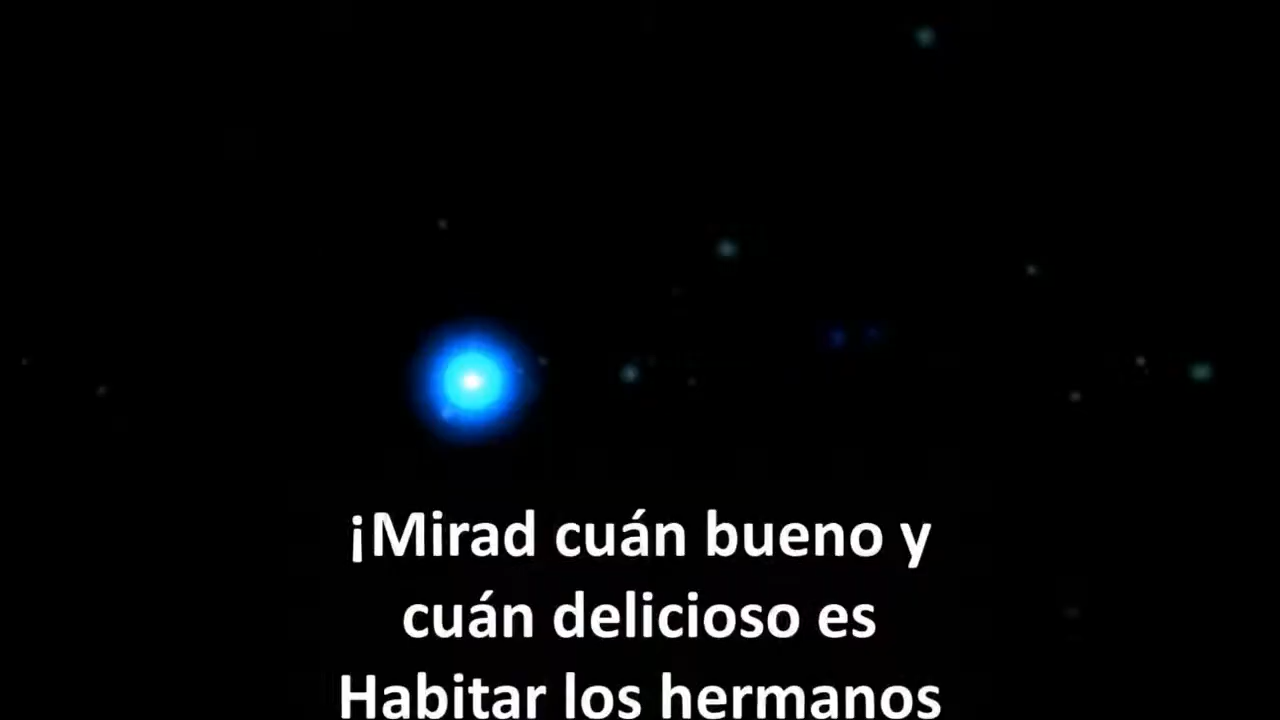 ¡Mirad cuán bueno y
cuán delicioso es
Habitar los hermanos